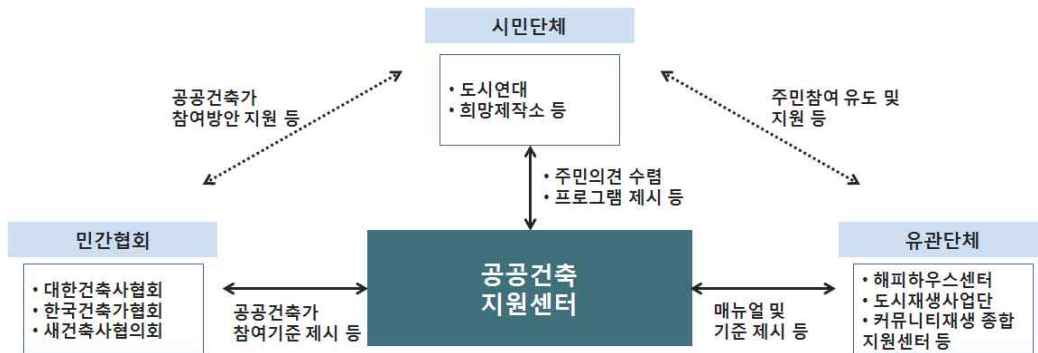 시민단체
• 도시연대
• 희망제작소 등
공공건축가
참여방안 지원 등
주민참여 유도 및
지원 등
• 주민의견 수렴
• 프로그램 제시 등
민간협회
• 대한건축사협회
• 한국건축가협회
• 새건축사협의회
공공건축가
참여기준 제시 등
공공건축
지원센터
매뉴얼 및
기준 제시 등
유관단체
• 해피하우스센터
• 도시재생사업단
• 커뮤니티재생 종합
지원센터 등